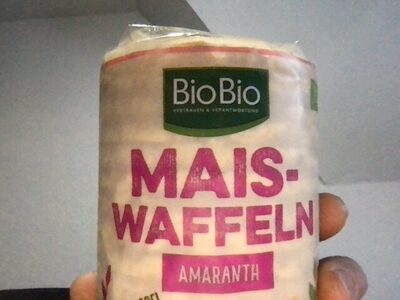 BioBio
VERTRAUEN & VERANTWORTUNG
MAIS-
WAFFELN
AMARANTH